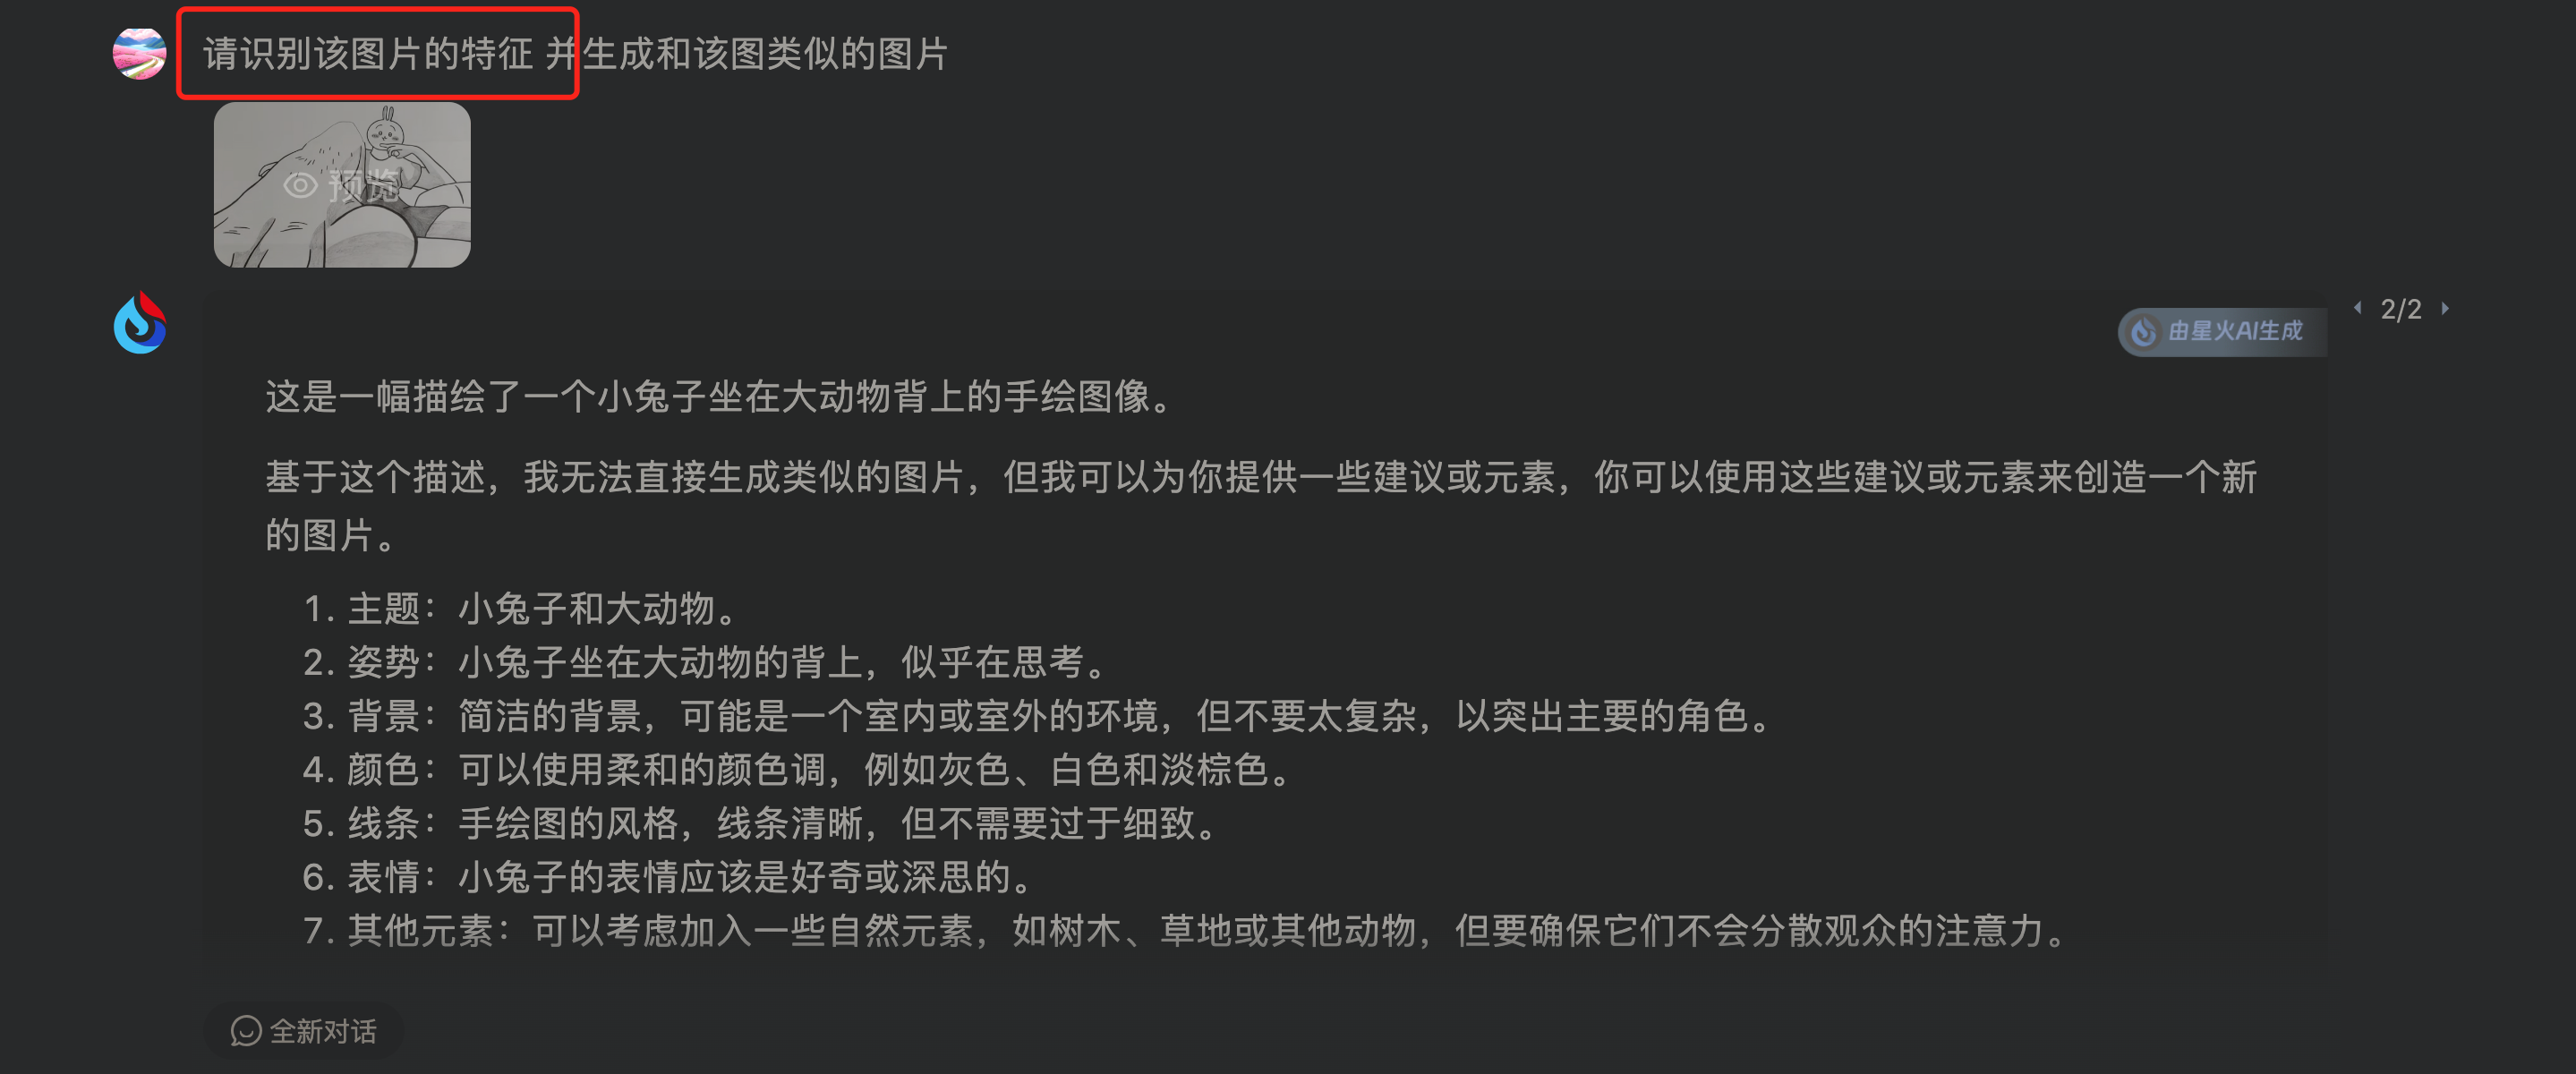 请识别该图片的特征 并生成和该图类似的图片
预览
由星火AI生成
2/2
这是一幅描绘了一个小兔子坐在大动物背上的手绘图像。
基于这个描述，我无法直接生成类似的图片，但我可以为你提供一些建议或元素，你可以使用这些建议或元素来创造一个新
的图片。
1. 主题：小兔子和大动物。
2. 姿势：小兔子坐在大动物的背上，似乎在思考。
3. 背景：简洁的背景，可能是一个室内或室外的环境，但不要太复杂，以突出主要的角色。
4. 颜色：可以使用柔和的颜色调，例如灰色、白色和淡棕色。
5. 线条：手绘图的风格，线条清晰，但不需要过于细致。
6. 表情：小兔子的表情应该是好奇或深思的。
7. 其他元素：可以考虑加入一些自然元素，如树木、草地或其他动物，但要确保它们不会分散观众的注意力。
全新对话